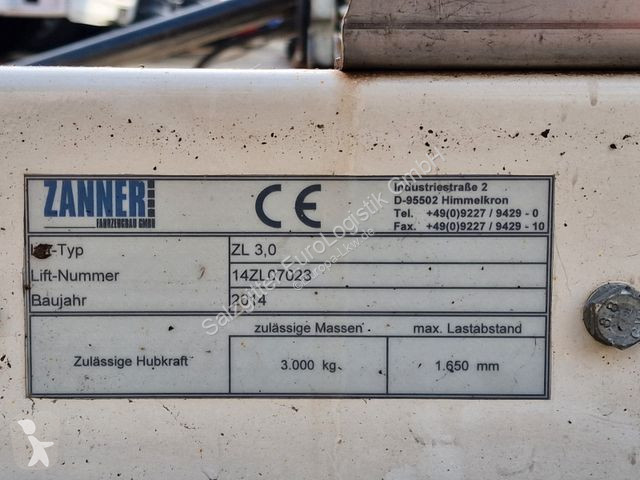 ZANNER
FAHRZEUGBAU GMBH
CE
Industriestraße 2
D-95502 Himmelkron
Tel. +49(0)9227 / 9429 - 0
Fax. +49(0)9227 / 9429 - 10
-Typ ZL 3,0
Lift-Nummer 14ZL07023
Baujahr 2014
zulässige Massen max. Lastabstand
Zulässige Hubkraft 3.000 kg 1.650 mm
Salzgitter EuroLogistik GmbH